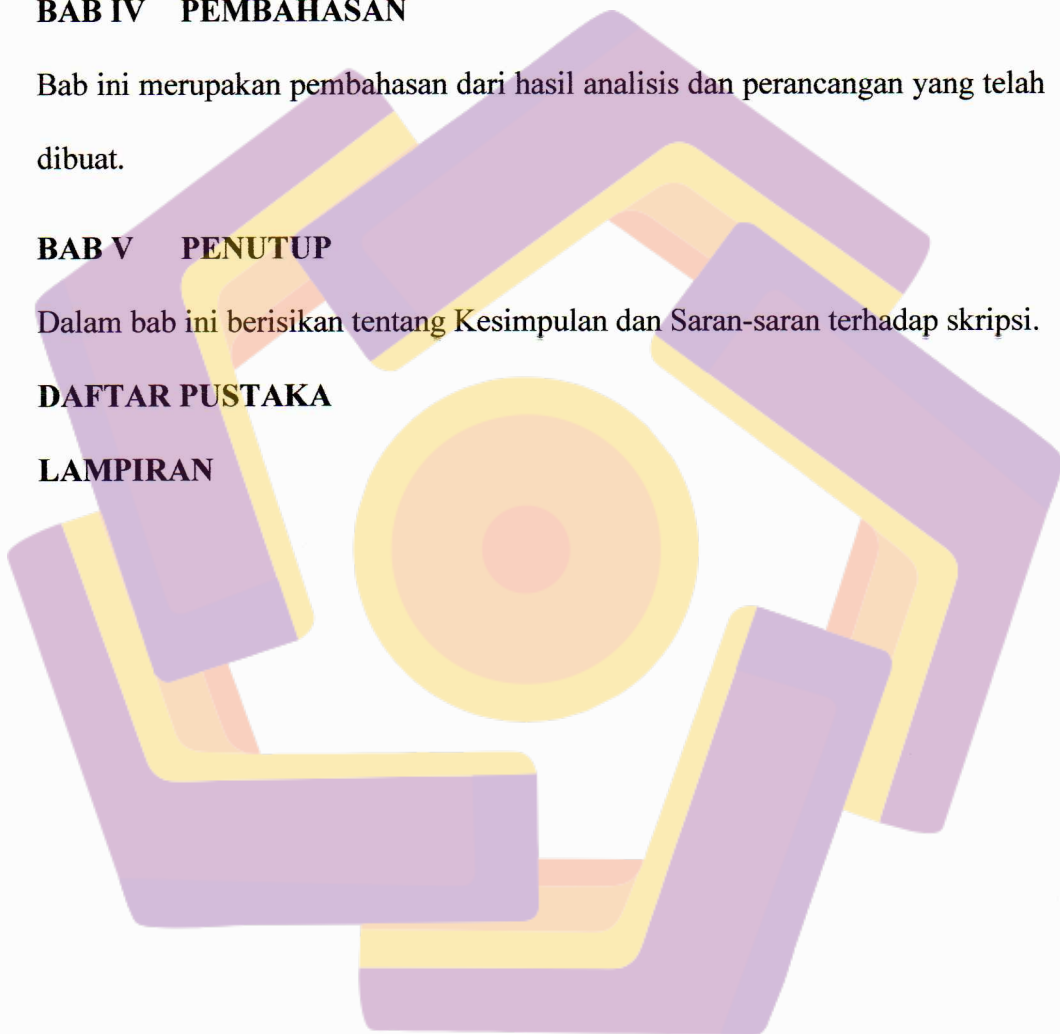 BAB IV PEMBAHASAN
Bab ini merupakan pembahasan dari hasil analisis dan perancangan yang telah
dibuat.
BAB V PENUTUP
Dalam bab ini berisikan tentang Kesimpulan dan Saran-saran terhadap skripsi.
DAFTAR PUSTAKA
LAMPIRAN